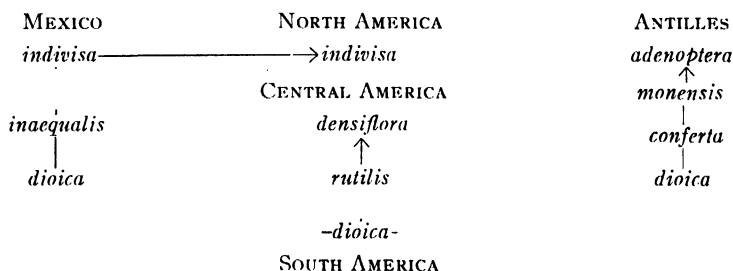 MEXICO NORTH AMERICA ANTILLES
indivisa indivisa adenoptera
CENTRAL AMERICA monensis
inaequalis densiflora conferta
dioica rutilis dioica
-dioica-
SOUTH AMERICA